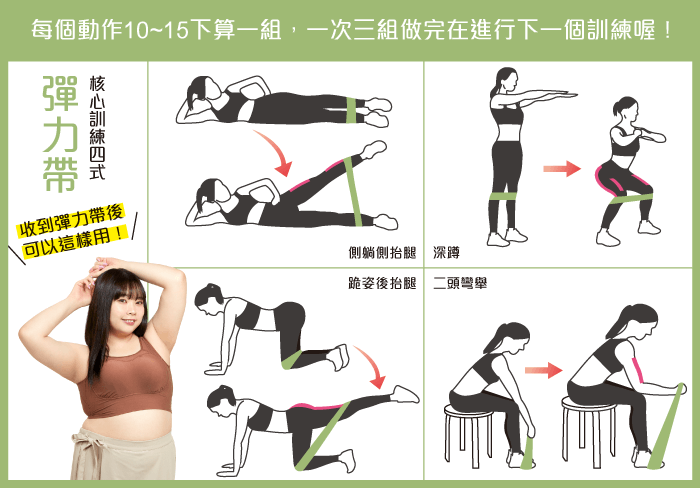 每個動作10~15下算一組，一次三組做完在進行下一個訓練喔！
彈力帶
核心訓練四式
收到彈力帶後
可以這樣用！
側躺側抬腿
深蹲
跪姿後抬腿
二頭彎舉